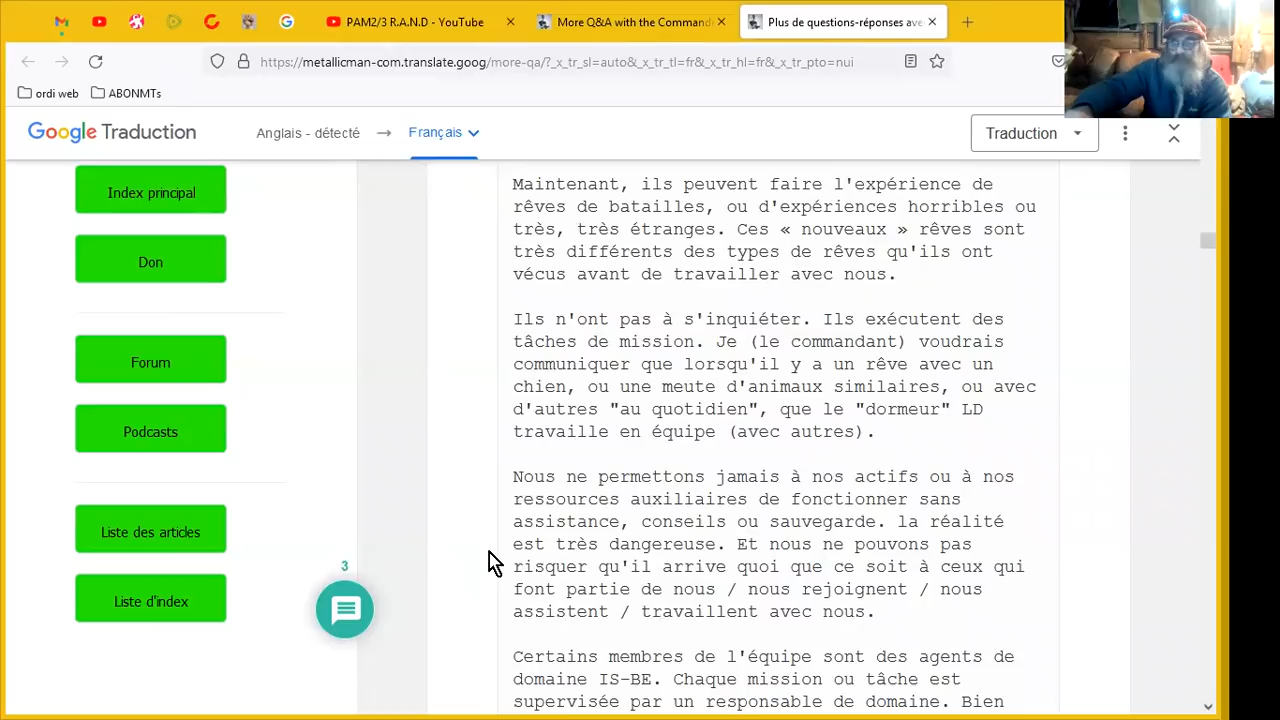 PAM2/3 R.A.N.D - YouTube
More Q&A with the Command
Plus de questions-réponses ave
https://metallicman-com.translate.goog/more-qa/?_x_tr_sl=auto&_x_tr_tl=fr&_x_tr_hl=fr&_x_tr_pto=nui
ordi web
ABONMTs
Google Traduction
Anglais - détecté
Français
Traduction
Index principal
Don
Forum
Podcasts
Liste des articles
Liste d'index
3
Maintenant, ils peuvent faire l'expérience de
rêves de batailles, ou d'expériences horribles ou
très, très étranges. Ces « nouveaux » rêves sont
très différents des types de rêves qu'ils ont
vécus avant de travailler avec nous.
Ils n'ont pas à s'inquiéter. Ils exécutent des
tâches de mission. Je (le commandant) voudrais
communiquer que lorsqu'il y a un rêve avec un
chien, ou une meute d'animaux similaires, ou avec
d'autres "au quotidien", que le "dormeur" LD
travaille en équipe (avec autres).
Nous ne permettons jamais à nos actifs ou à nos
ressources auxiliaires de fonctionner sans
assistance, conseils ou sauvegarde. la réalité
est très dangereuse. Et nous ne pouvons pas
risquer qu'il arrive quoi que ce soit à ceux qui
font partie de nous / nous rejoignent / nous
assistent / travaillent avec nous.
Certains membres de l'équipe sont des agents de
domaine IS-BE. Chaque mission ou tâche est
supervisée par un responsable de domaine. Bien